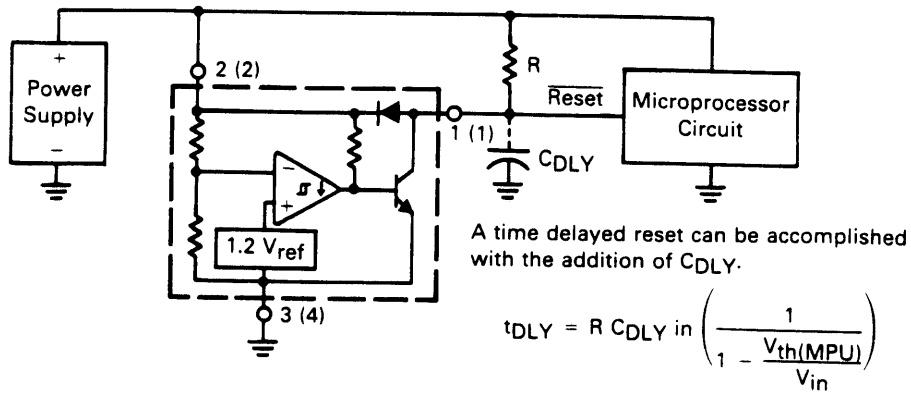 2 (2)
+
Power
Supply
−
R
Reset
1 (1)
Microprocessor
Circuit
CDLY
−
+
1.2 Vref
3 (4)
A time delayed reset can be accomplished
with the addition of CDLY.
tDLY = R CDLY in ( 1 / ( 1 − Vth(MPU) / Vin ) )